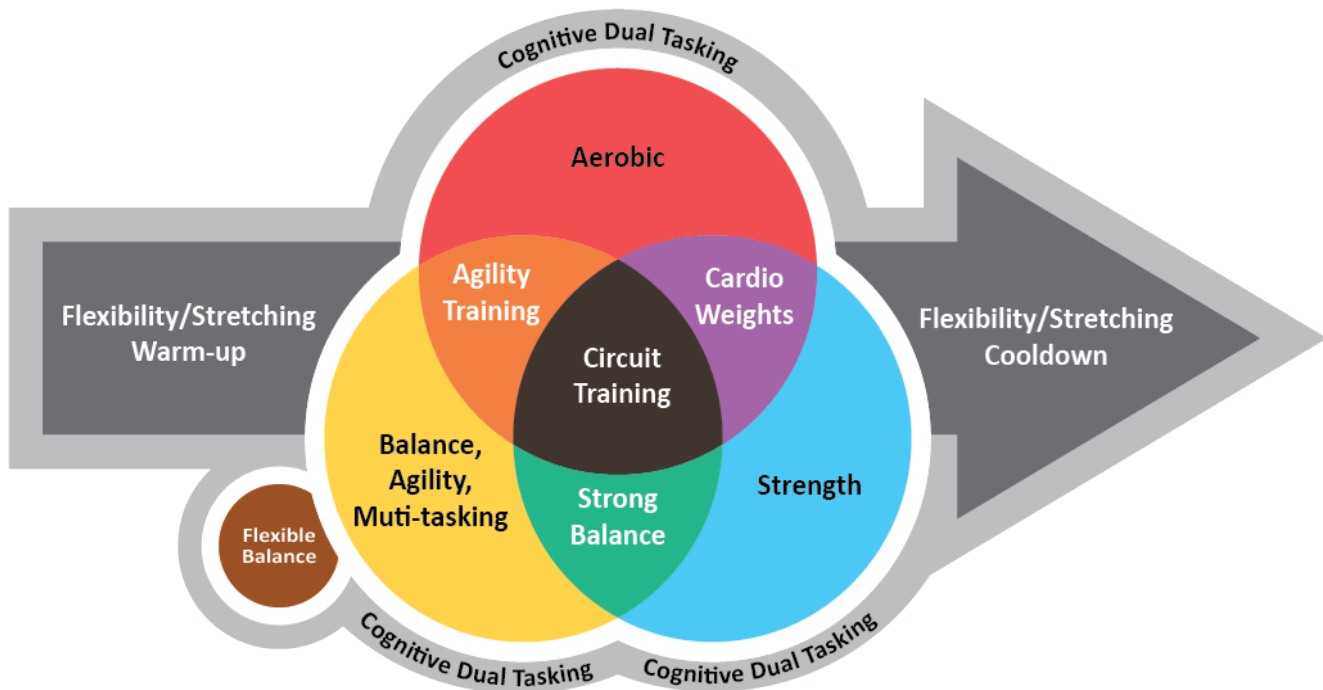 Cognitive Dual Tasking
Aerobic
Agility
Training
Cardio
Weights
Flexibility/Stretching
Warm-up
Circuit
Training
Flexibility/Stretching
Cooldown
Balance,
Agility,
Muti-tasking
Strong
Balance
Strength
Flexible
Balance
Cognitive Dual Tasking
Cognitive Dual Tasking